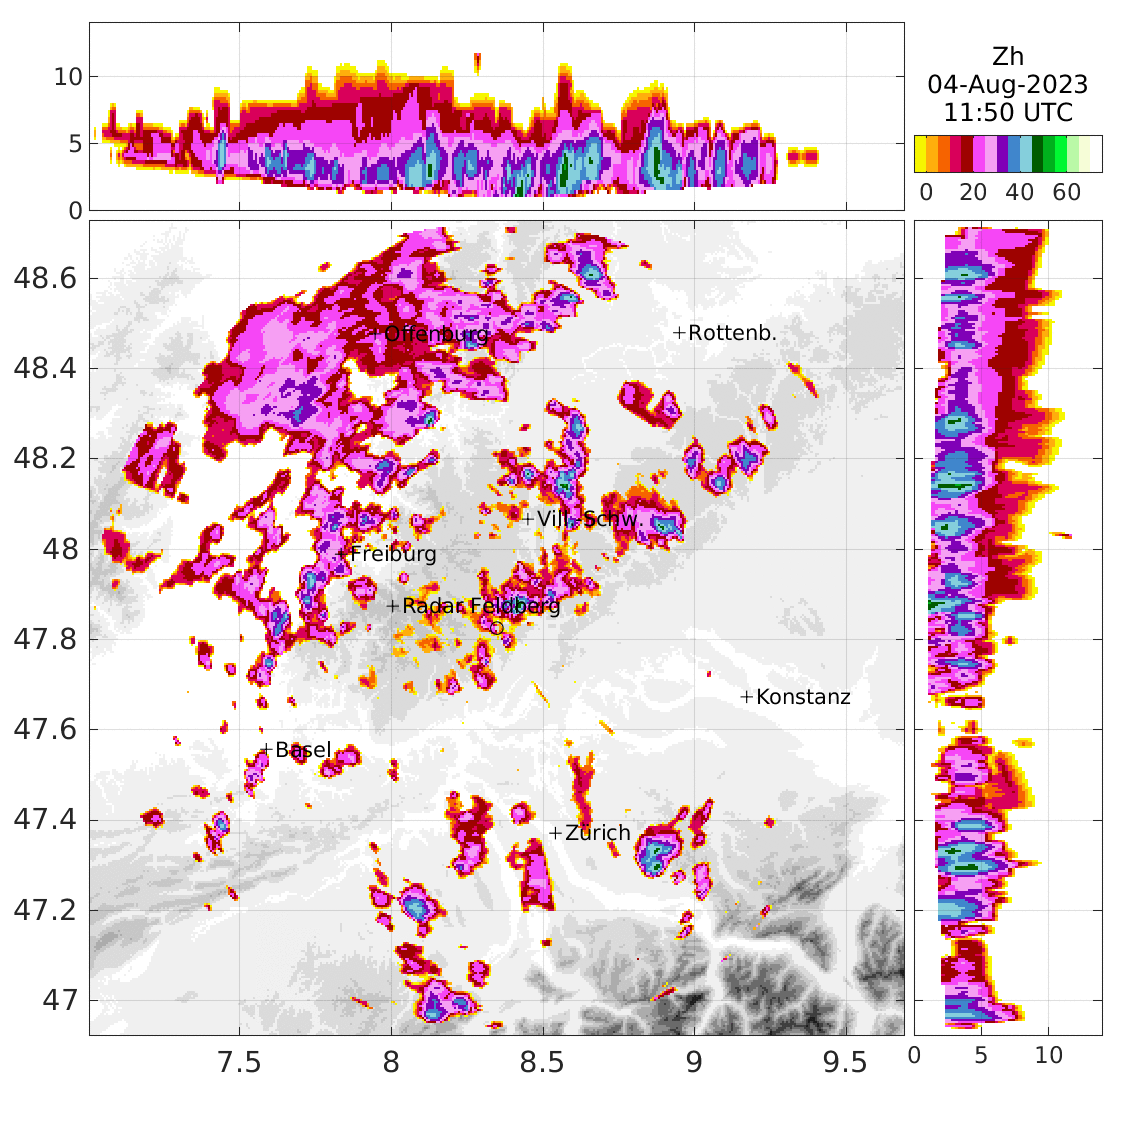 10
5
0
Zh
04-Aug-2023
11:50 UTC
0 20 40 60
48.6
48.4
48.2
48
47.8
47.6
47.4
47.2
47
+Offenburg
+Rottenb.
+Vill.-Schw.
+Freiburg
+Radar Feldberg
+Konstanz
+Basel
+Zürich
7.5 8 8.5 9 9.5
0 5 10